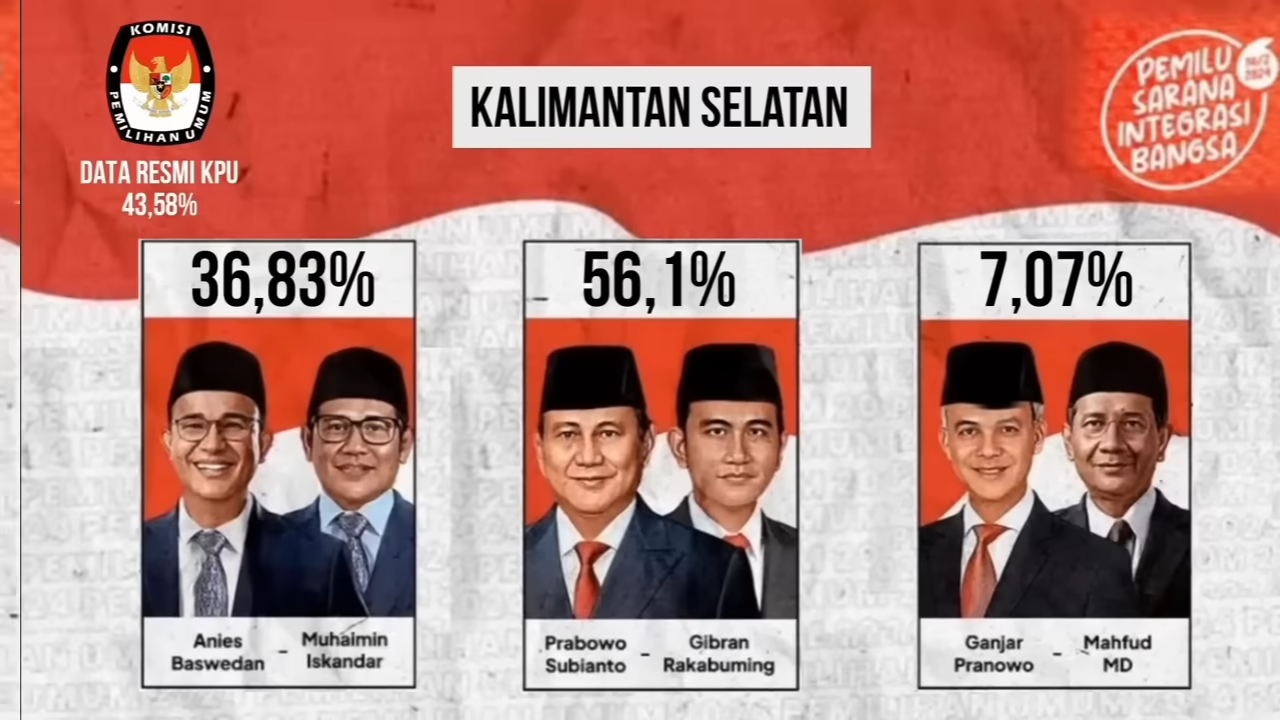 KOMISI
PEMILIHAN UMUM
DATA RESMI KPU
43,58%
KALIMANTAN SELATAN
PEMILU
SARANA
INTEGRASI
BANGSA
36,83%
56,1%
7,07%
Anies
Baswedan
-
Muhaimin
Iskandar
Prabowo
Subianto
-
Gibran
Rakabuming
Ganjar
Pranowo
-
Mahfud
MD